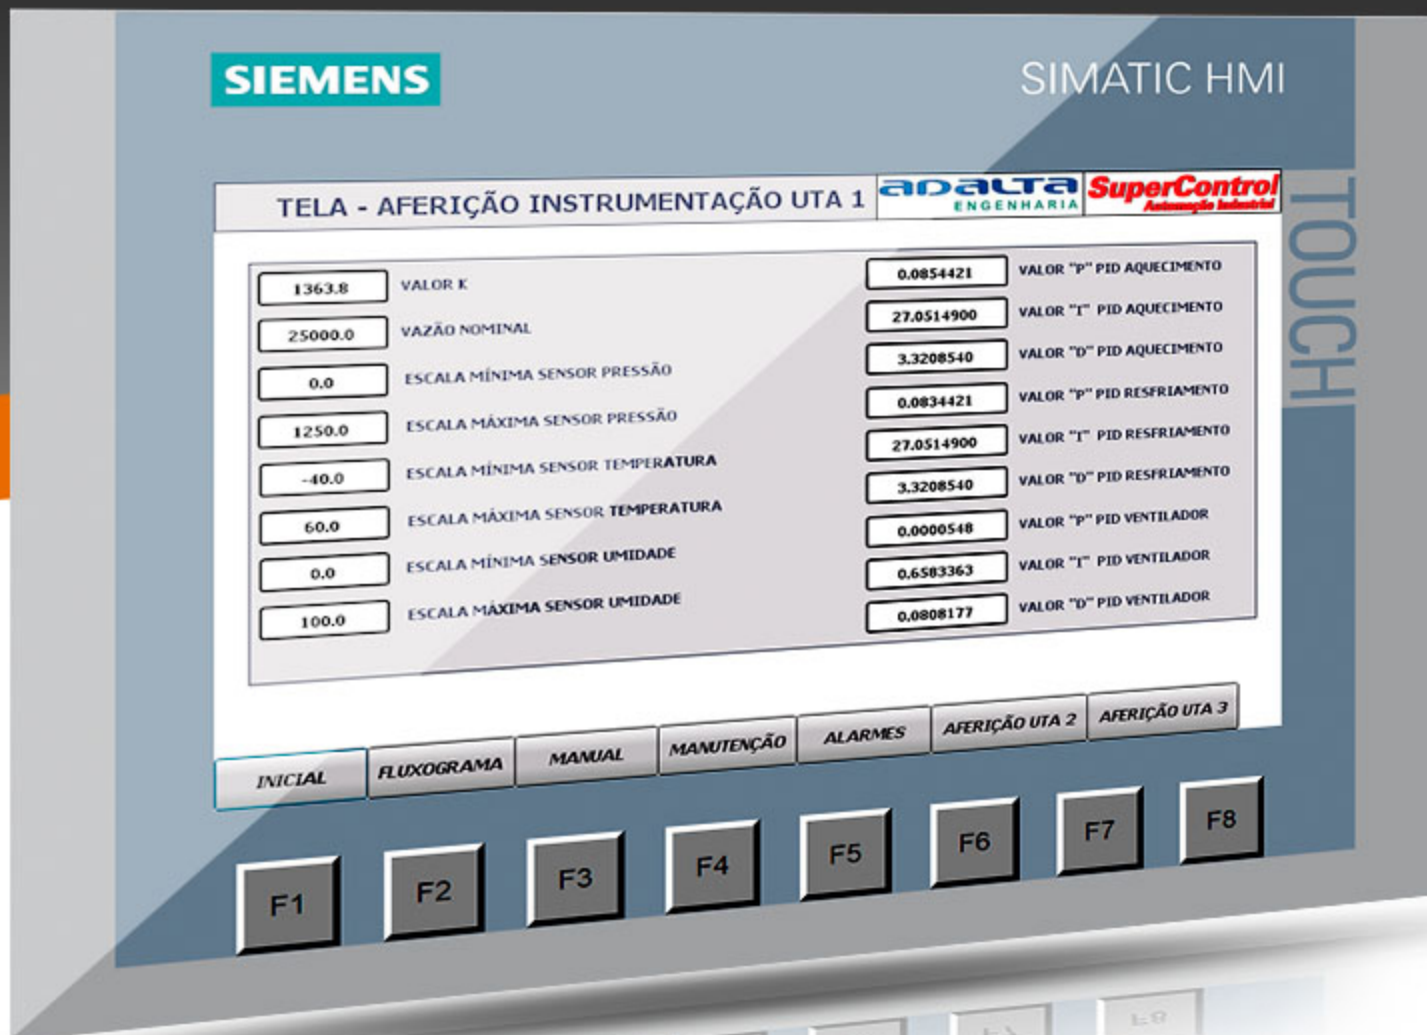 SIEMENS
SIMATIC HMI
TOUCH
TELA - AFERIÇÃO INSTRUMENTAÇÃO UTA 1
adalta
ENGENHARIA
SuperControl
Automação Industrial
1363.8 VALOR K
25000.0 VAZÃO NOMINAL
0.0 ESCALA MÍNIMA SENSOR PRESSÃO
1250.0 ESCALA MÁXIMA SENSOR PRESSÃO
-40.0 ESCALA MÍNIMA SENSOR TEMPERATURA
60.0 ESCALA MÁXIMA SENSOR TEMPERATURA
0.0 ESCALA MÍNIMA SENSOR UMIDADE
100.0 ESCALA MÁXIMA SENSOR UMIDADE
0.0854421 VALOR "P" PID AQUECIMENTO
27.0514900 VALOR "I" PID AQUECIMENTO
3.3208540 VALOR "D" PID AQUECIMENTO
0.0834421 VALOR "P" PID RESFRIAMENTO
27.0514900 VALOR "I" PID RESFRIAMENTO
3.3208540 VALOR "D" PID RESFRIAMENTO
0.0000548 VALOR "P" PID VENTILADOR
0.6583363 VALOR "I" PID VENTILADOR
0.0808177 VALOR "D" PID VENTILADOR
INICIAL FLUXOGRAMA MANUAL MANUTENÇÃO ALARMES AFERIÇÃO UTA 2 AFERIÇÃO UTA 3
F1 F2 F3 F4 F5 F6 F7 F8